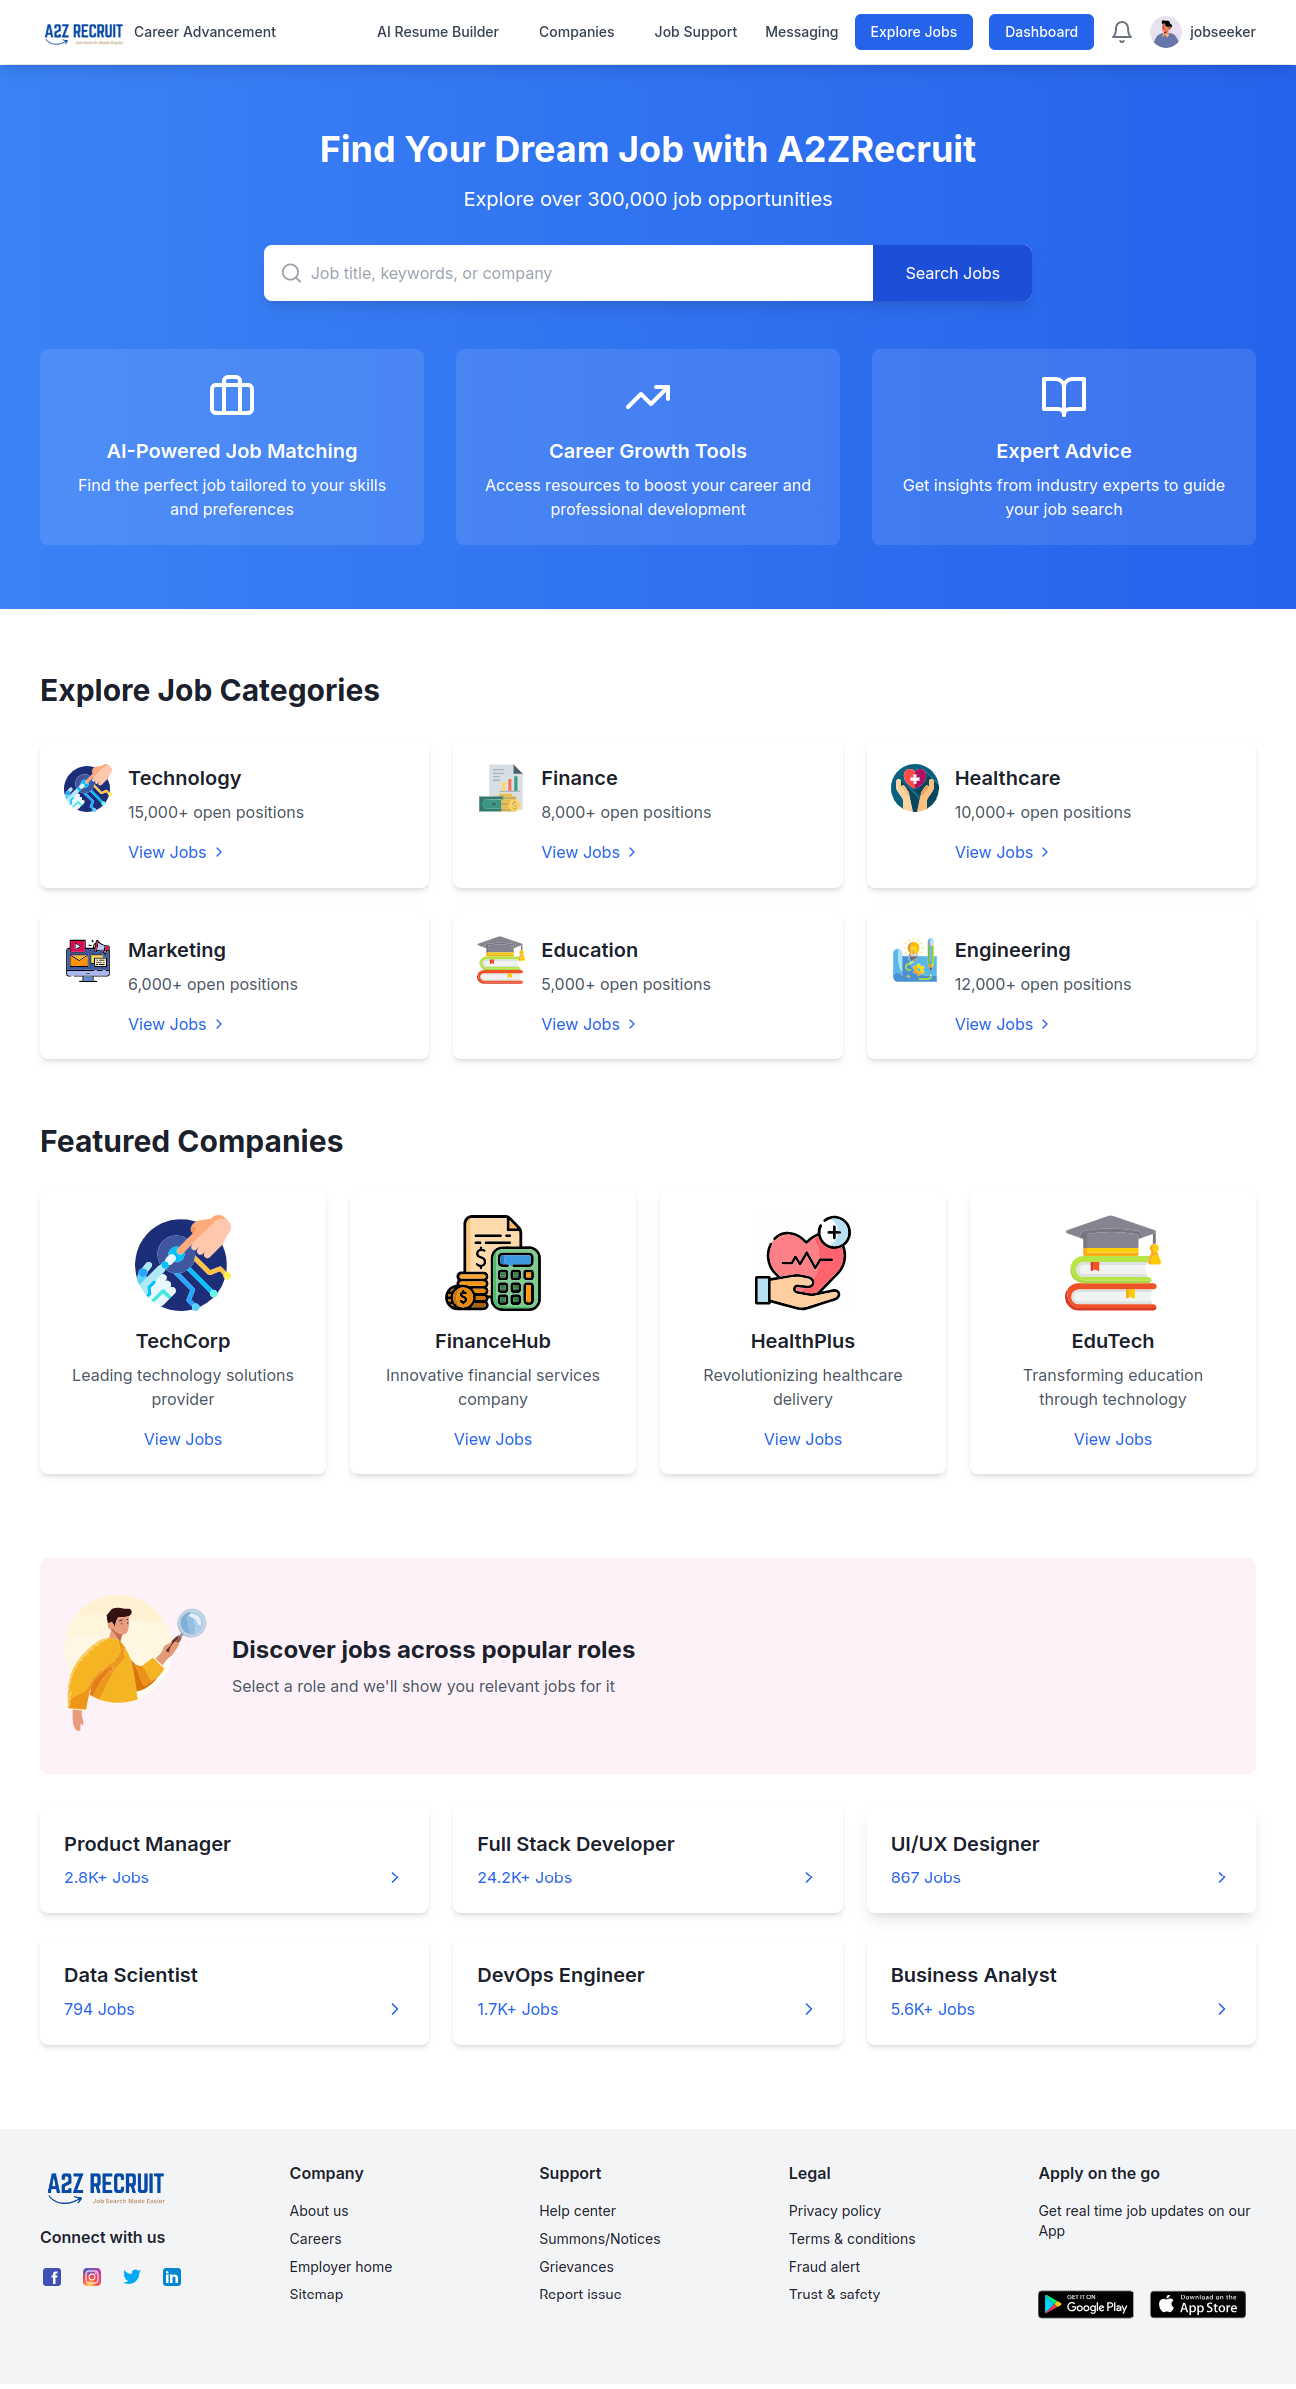 A2Z RECRUIT
Job Search Made Easier
Career Advancement
AI Resume Builder
Companies
Job Support
Messaging
Explore Jobs
Dashboard
jobseeker
Find Your Dream Job with A2ZRecruit
Explore over 300,000 job opportunities
Job title, keywords, or company
Search Jobs
AI-Powered Job Matching
Find the perfect job tailored to your skills
and preferences
Career Growth Tools
Access resources to boost your career and
professional development
Expert Advice
Get insights from industry experts to guide
your job search
Explore Job Categories
Technology
15,000+ open positions
View Jobs
Finance
8,000+ open positions
View Jobs
Healthcare
10,000+ open positions
View Jobs
Marketing
6,000+ open positions
View Jobs
Education
5,000+ open positions
View Jobs
Engineering
12,000+ open positions
View Jobs
Featured Companies
TechCorp
Leading technology solutions
provider
View Jobs
FinanceHub
Innovative financial services
company
View Jobs
HealthPlus
Revolutionizing healthcare
delivery
View Jobs
EduTech
Transforming education
through technology
View Jobs
Discover jobs across popular roles
Select a role and we'll show you relevant jobs for it
Product Manager
2.8K+ Jobs
Full Stack Developer
24.2K+ Jobs
UI/UX Designer
867 Jobs
Data Scientist
794 Jobs
DevOps Engineer
1.7K+ Jobs
Business Analyst
5.6K+ Jobs
A2Z RECRUIT
Job Search Made Easier
Connect with us
Company
About us
Careers
Employer home
Sitemap
Support
Help center
Summons/Notices
Grievances
Report issue
Legal
Privacy policy
Terms & conditions
Fraud alert
Trust & safety
Apply on the go
Get real time job updates on our
App
GET IT ON
Google Play
Download on the
App Store